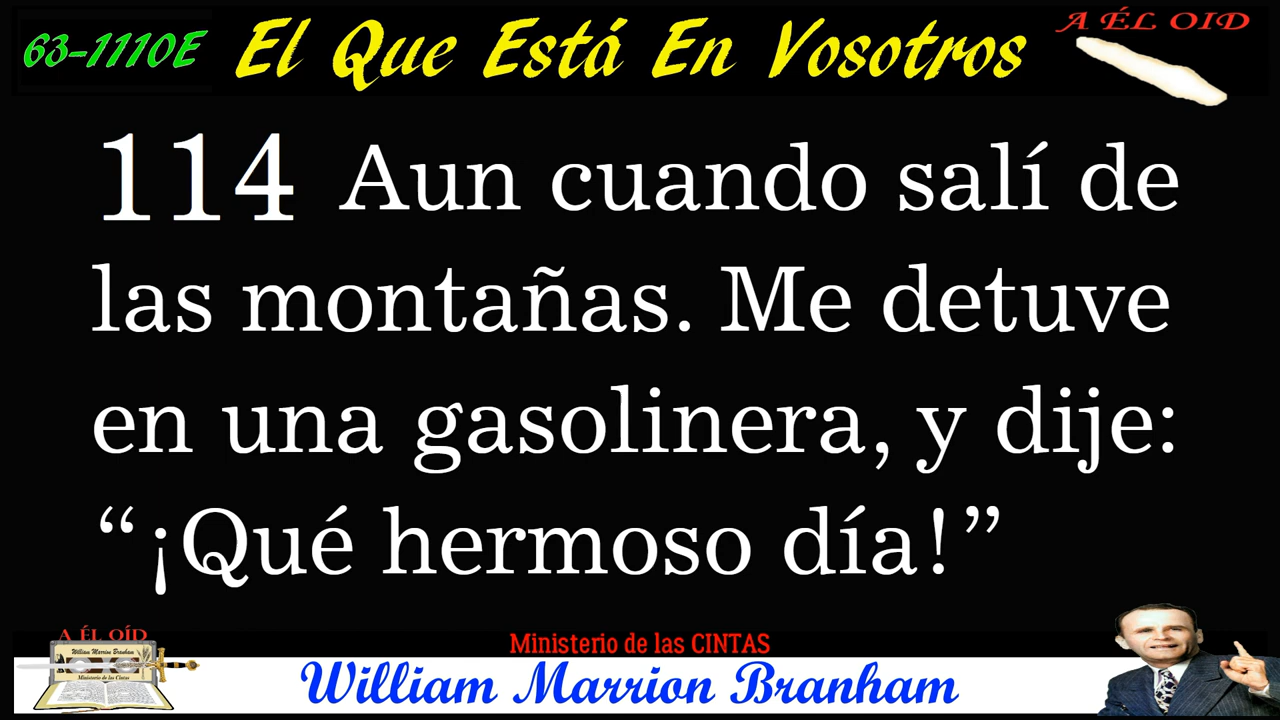 63-1110E El Que Está En Vosotros A ÉL OID
114 Aun cuando salí de
las montañas. Me detuve
en una gasolinera, y dije:
“¡Qué hermoso día!”
A ÉL OÍD
William Marrion Branham
Ministerio de las Cintas
Ministerio de las CINTAS
William Marrion Branham